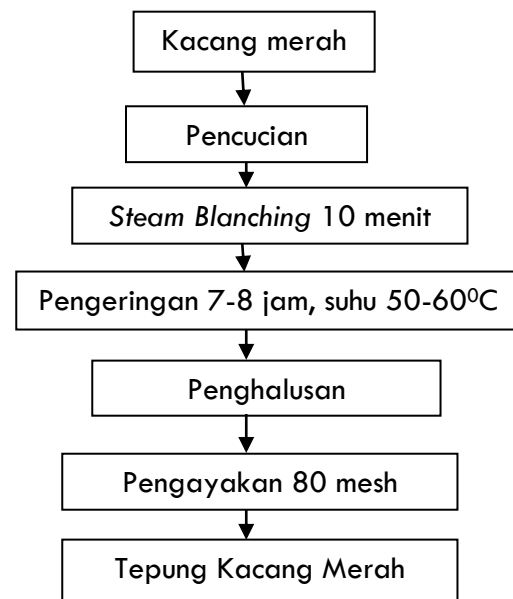 Kacang merah
Pencucian
Steam Blanching 10 menit
Pengeringan 7-8 jam, suhu 50-60⁰C
Penghalusan
Pengayakan 80 mesh
Tepung Kacang Merah